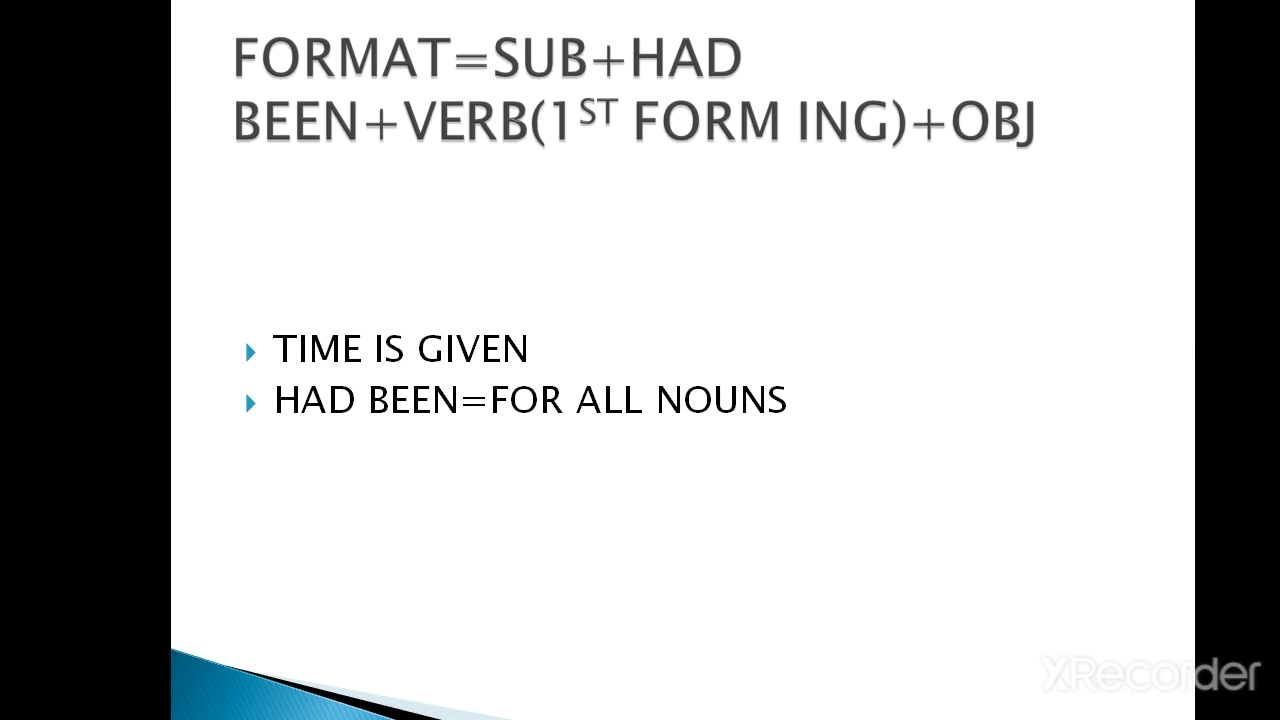 FORMAT=SUB+HAD
BEEN+VERB(1ST FORM ING)+OBJ
TIME IS GIVEN
HAD BEEN=FOR ALL NOUNS
XRecorder